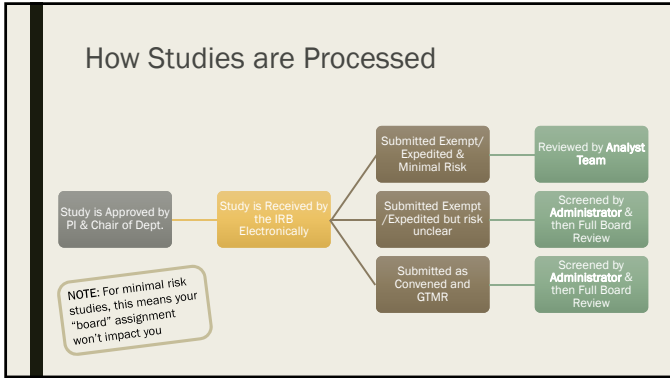 How Studies are Processed
Submitted Exempt/
Expedited &
Minimal Risk
Reviewed by Analyst
Team
Study is Approved by
PI & Chair of Dept.
Study is Received by
the IRB
Electronically
Submitted Exempt
/Expedited but risk
unclear
Screened by
Administrator &
then Full Board
Review
Submitted as
Convened and
GTMR
Screened by
Administrator &
then Full Board
Review
NOTE: For minimal risk
studies, this means your
“board” assignment
won’t impact you